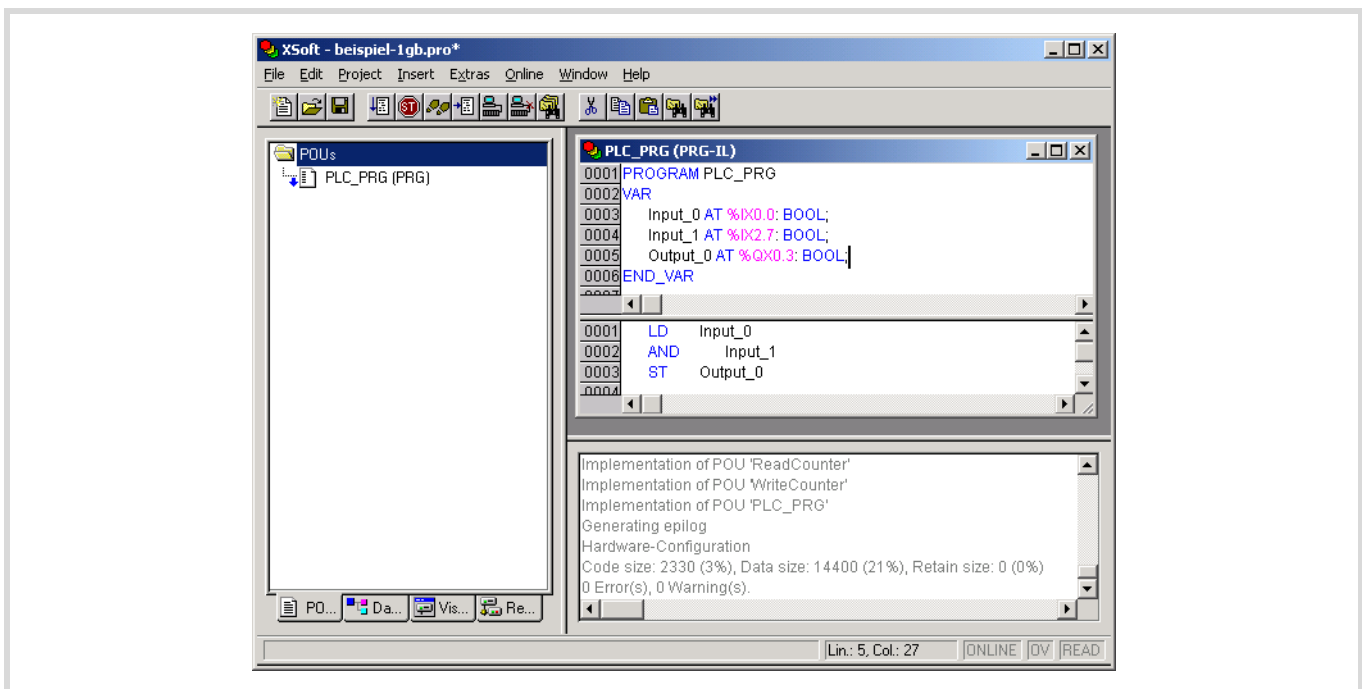 XSoft - beispiel-1gb.pro*
File Edit Project Insert Extras Online Window Help
POUs
PLC_PRG (PRG)
PO... Da... Vis... Re...
PLC_PRG (PRG-IL)
0001 PROGRAM PLC_PRG
0002 VAR
0003 Input_0 AT %IX0.0: BOOL;
0004 Input_1 AT %IX2.7: BOOL;
0005 Output_0 AT %QX0.3: BOOL;
0006 END_VAR
0007
0001 LD Input_0
0002 AND Input_1
0003 ST Output_0
0004
Implementation of POU 'ReadCounter'
Implementation of POU 'WriteCounter'
Implementation of POU 'PLC_PRG'
Generating epilog
Hardware-Configuration
Code size: 2330 (3%), Data size: 14400 (21%), Retain size: 0 (0%)
0 Error(s), 0 Warning(s).
Lin.: 5, Col.: 27 ONLINE OV READ